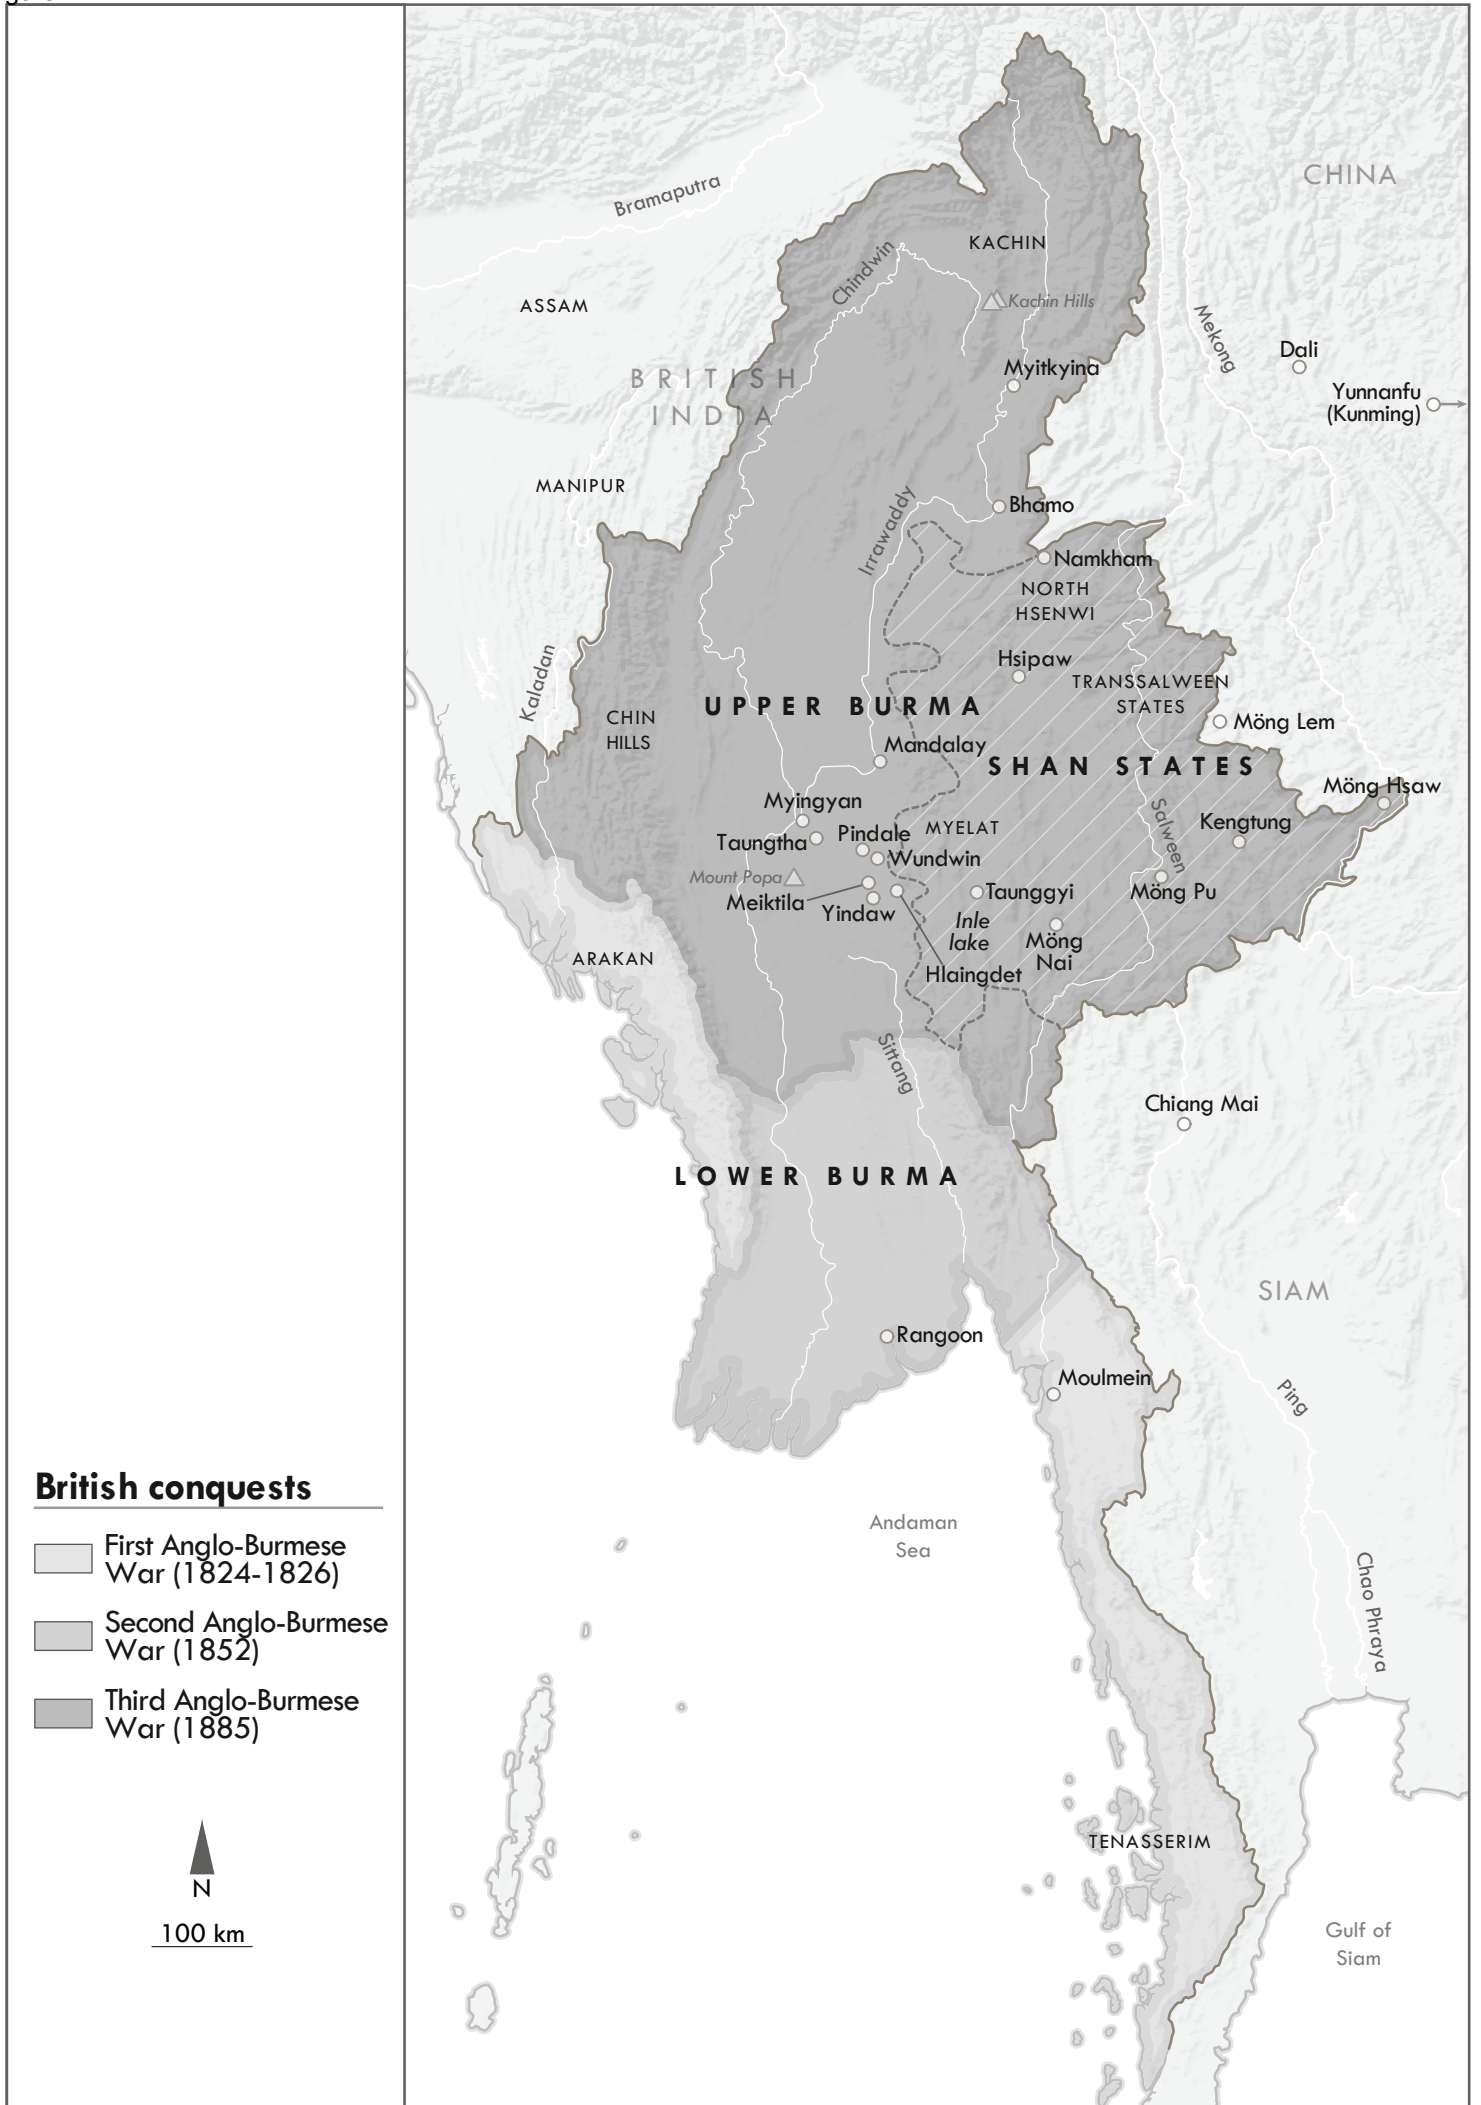 CHINA
Bramaputra
KACHIN
Chindwin
Kachin Hills
ASSAM
Mekong
Dali
Myitkyina
BRITISH
INDIA
Yunnanfu
(Kunming)
MANIPUR
Bhamo
Irrawaddy
Namkham
NORTH
HSENWI
Hsipaw
Kaladan
TRANSSALWEEN
STATES
UPPER BURMA
CHIN
HILLS
Möng Lem
Mandalay
SHAN STATES
Möng Hsaw
Myingyan
Salween
Kengtung
Taungtha
Pindale
MYELAT
Wundwin
Mount Popa
Meiktila
Yindaw
Taunggyi
Möng Pu
Inle
lake
Möng
Nai
ARAKAN
Hlaingdet
Sittang
Chiang Mai
LOWER BURMA
SIAM
Rangoon
Moulmein
Ping
Andaman
Sea
Chao Phraya
TENASSERIM
Gulf of
Siam
British conquests
First Anglo-Burmese
War (1824-1826)
Second Anglo-Burmese
War (1852)
Third Anglo-Burmese
War (1885)
N
100 km